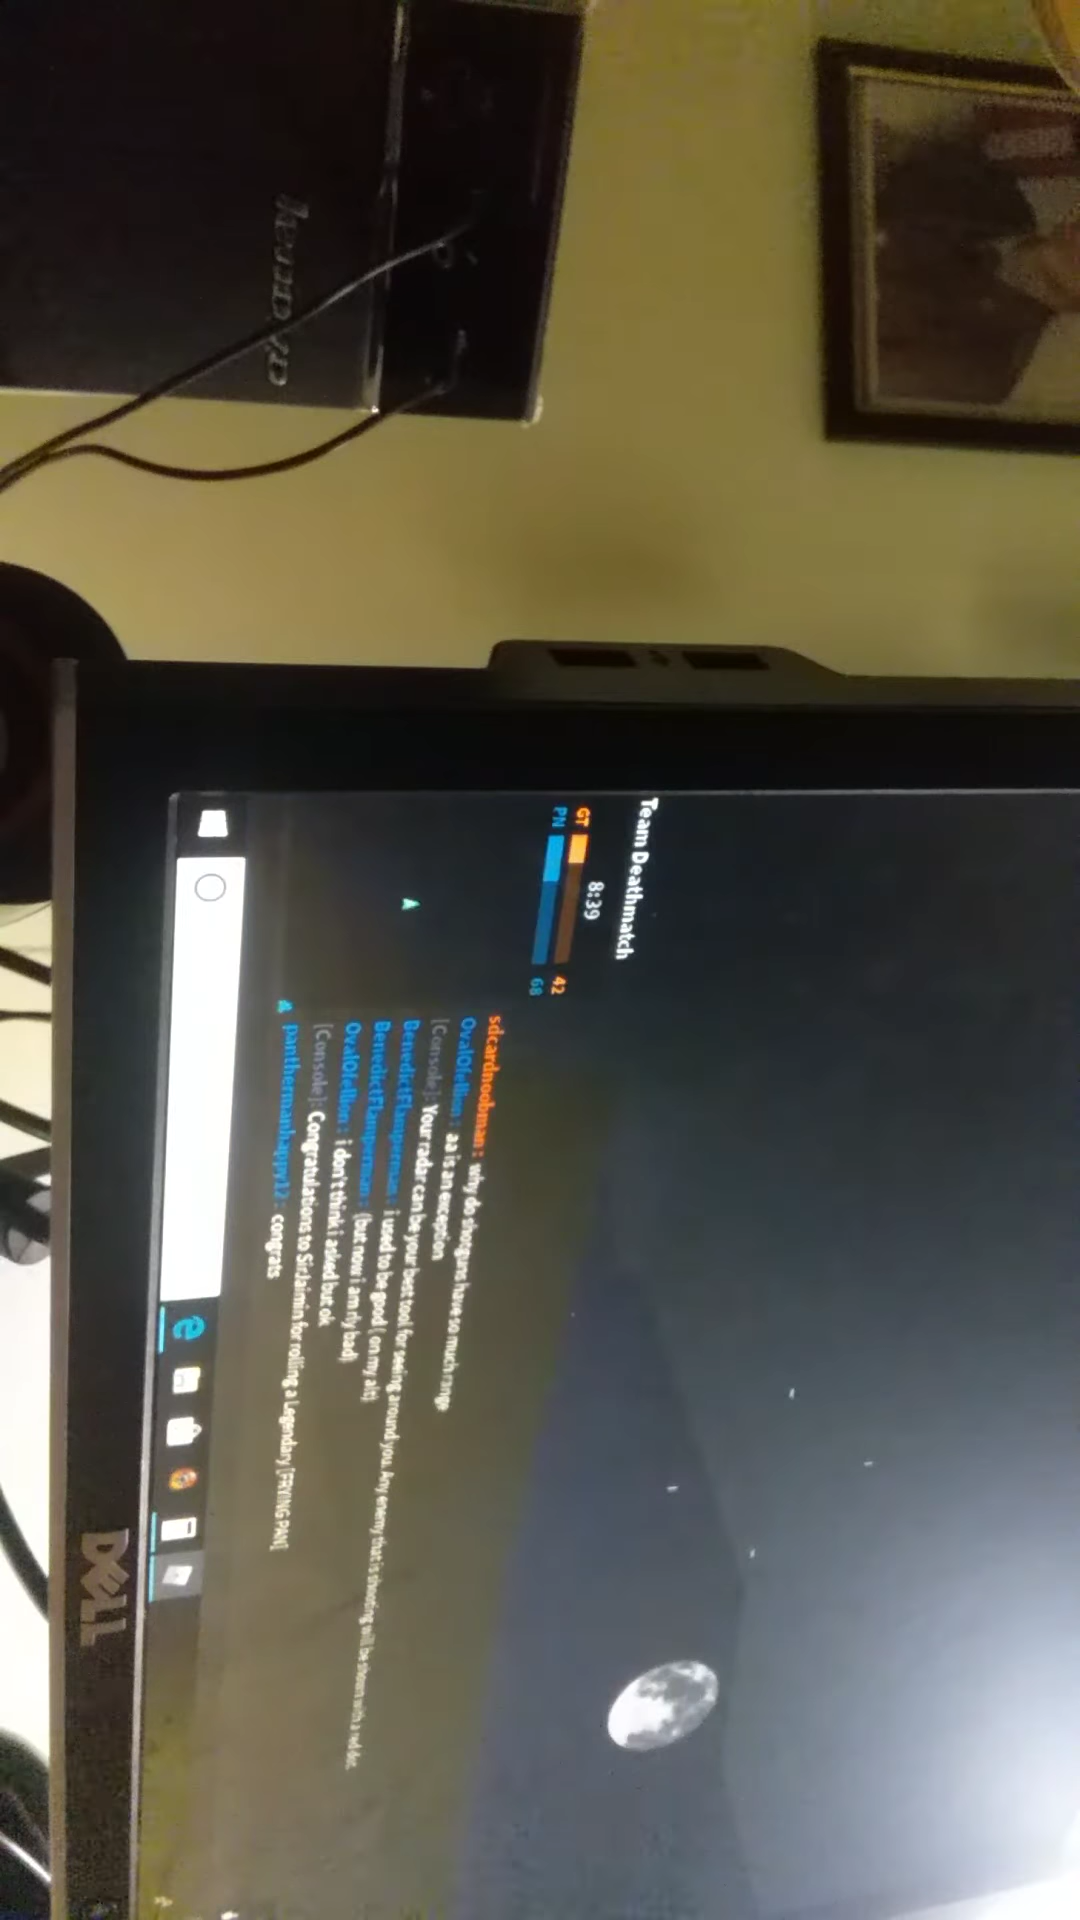 lenovo
Team Deathmatch
8:39
GT 42
PN 68
sdcardnoobman : why do shotguns have so much range
OvalOfellion : aa is an exception
[Console]: Your radar can be your best tool for seeing around you. Any enemy that is shooting will be shown with a red dot.
BenedictFlamperman : i used to be good ( on my alt)
BenedictFlamperman : (but now i am rly bad)
OvalOfellion : i don't think i asked but ok
[Console]: Congratulations to SirJaimin for rolling a Legendary [FRYING PAN]
panthermanhappy12 : congrats
DELL